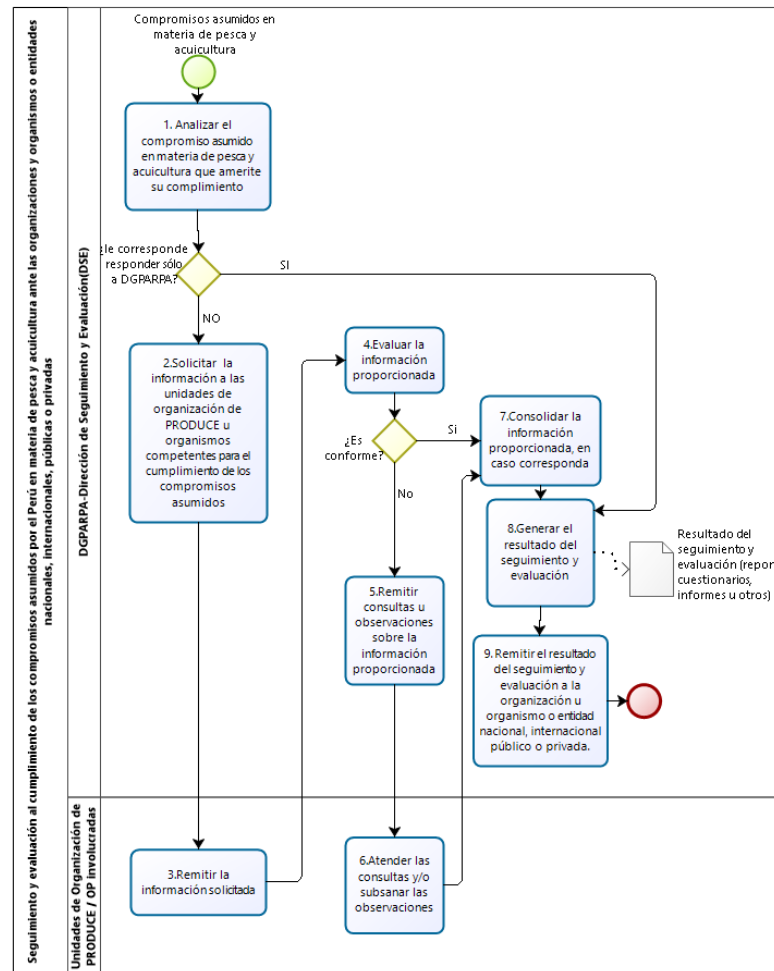 Compromisos asumidos en
materia de pesca y
acuicultura
Seguimiento y evaluación al cumplimiento de los compromisos asumidos por el Perú en materia de pesca y acuicultura ante las organizaciones y organismos o entidades
nacionales, internacionales, públicas o privadas
DGPARPA-Dirección de Seguimiento y Evaluación(DSE)
1. Analizar el
compromiso asumido
en materia de pesca y
acuicultura que amerite
su complimiento
¿le corresponde
responder sólo
a DGPARPA?
SI
NO
2.Solicitar la
información a las
unidades de
organización de
PRODUCE u
organismos
competentes para el
cumplimiento de los
compromisos
asumidos
4.Evaluar la
información
proporcionada
¿Es
conforme?
Si
No
7.Consolidar la
información
proporcionada, en
caso corresponda
8.Generar el
resultado del
seguimiento y
evaluación
Resultado del
seguimiento y
evaluación (repor
cuestionarios,
informes u otros)
5.Remitir
consultas u
observaciones
sobre la
información
proporcionada
9. Remitir el resultado
del seguimiento y
evaluación a la
organización u
organismo o entidad
nacional, internacional
público o privada.
Unidades de Organización de
PRODUCE / OP involucradas
3.Remitir la
información solicitada
6.Atender las
consultas y/o
subsanar las
observaciones